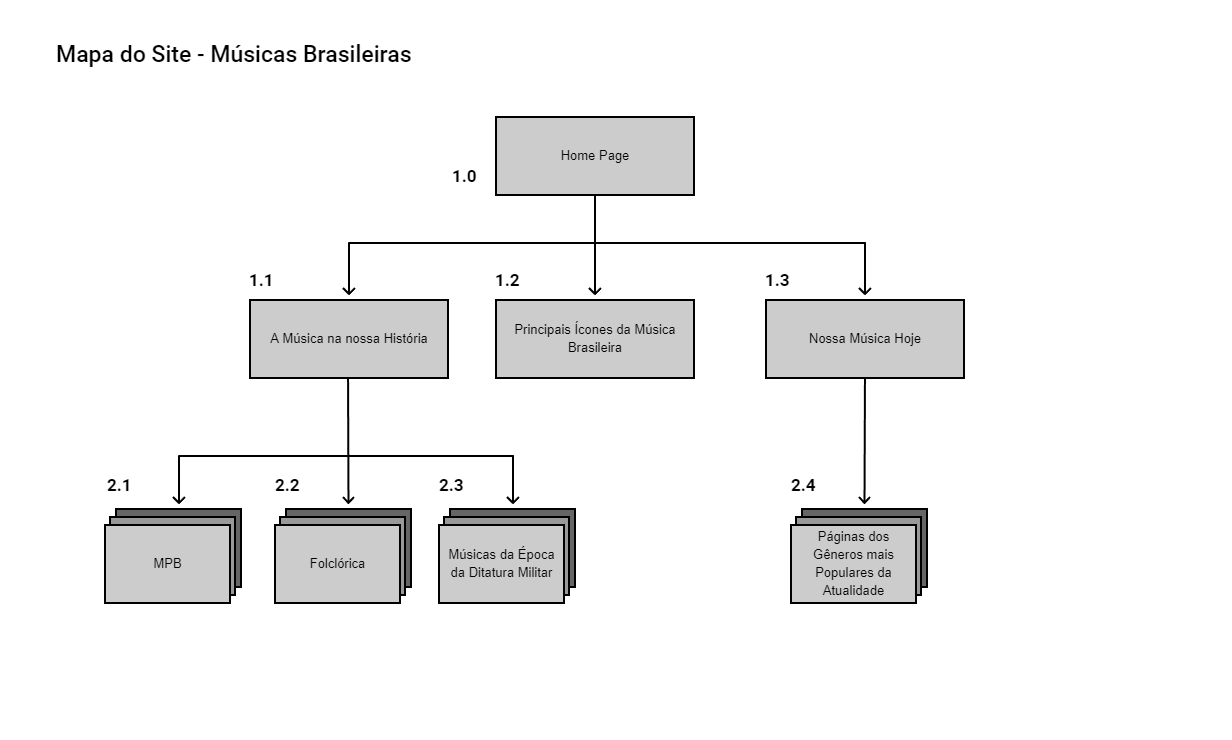 Mapa do Site - Músicas Brasileiras
Home Page
1.0
1.1
1.2
1.3
A Música na nossa História
Principais Ícones da Música
Brasileira
Nossa Música Hoje
2.1
2.2
2.3
2.4
MPB
Folclórica
Músicas da Época
da Ditatura Militar
Páginas dos
Gêneros mais
Populares da
Atualidade